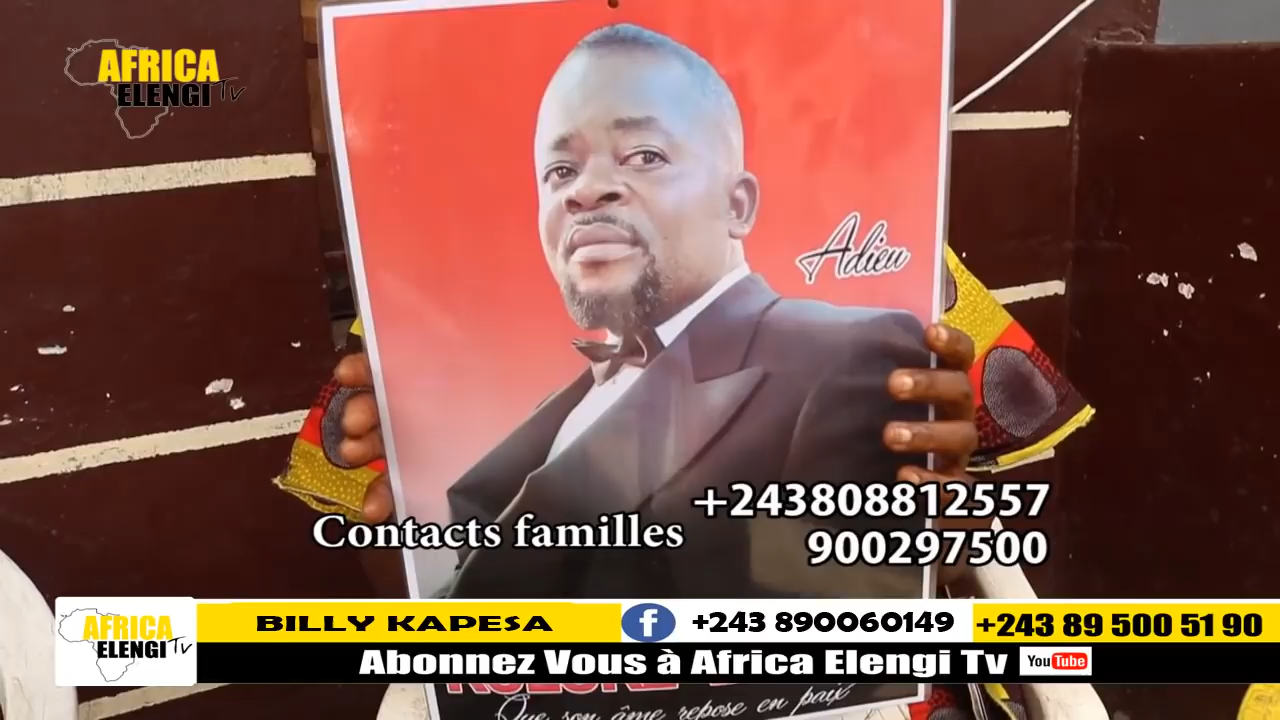 AFRICA
ELENGI Tv
Adieu
Contacts familles
+243808812557
900297500
AFRICA
ELENGI Tv
BILLY KAPESA
f
+243 890060149
+243 89 500 51 90
Abonnez Vous à Africa Elengi Tv
YouTube
Que son âme repose en paix